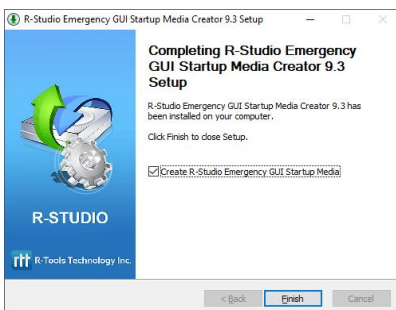 R-Studio Emergency GUI Startup Media Creator 9.3 Setup
Completing R-Studio Emergency
GUI Startup Media Creator 9.3
Setup
R-Studio Emergency GUI Startup Media Creator 9.3 has
been installed on your computer.
Click Finish to close Setup.
Create R-Studio Emergency GUI Startup Media
R-STUDIO
rtt R-Tools Technology Inc.
< Back
Finish
Cancel